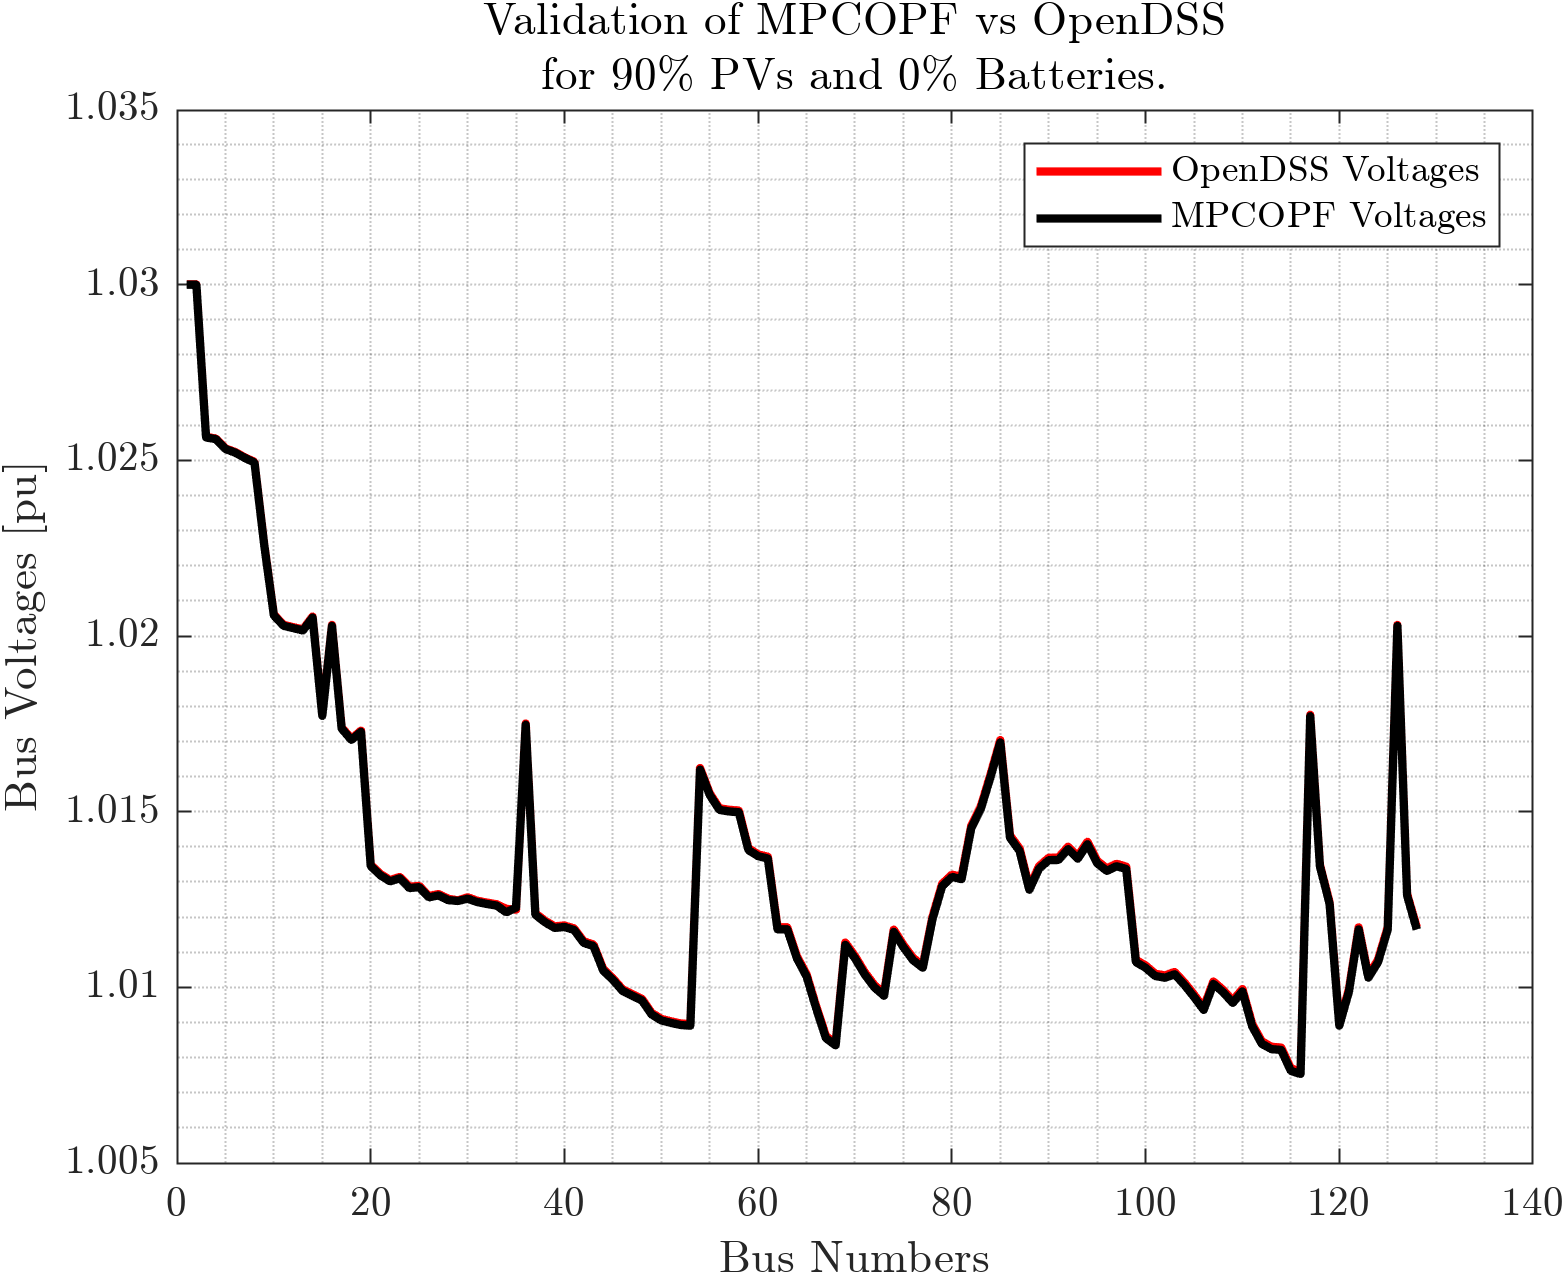 Validation of MPCOPF vs OpenDSS
for 90% PVs and 0% Batteries.
1.035
1.03
1.025
1.02
1.015
1.01
1.005
Bus Voltages [pu]
OpenDSS Voltages
MPCOPF Voltages
0 20 40 60 80 100 120 140
Bus Numbers